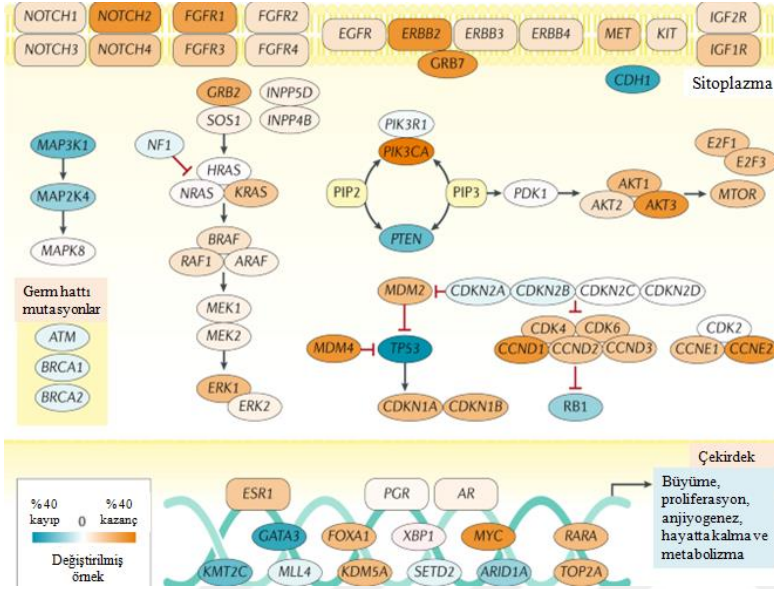 NOTCH1 NOTCH2 FGFR1 FGFR2 EGFR ERBB2 ERBB3 ERBB4 MET KIT IGF2R
NOTCH3 NOTCH4 FGFR3 FGFR4 GRB7 IGF1R
CDH1 Sitoplazma
GRB2 INPP5D
SOS1 INPP4B
MAP3K1 NF1 PIK3R1 E2F1
PIK3CA E2F3
HRAS
MAP2K4 NRAS KRAS PIP2 PIP3 PDK1 AKT1 MTOR
AKT2 AKT3
MAPK8 BRAF PTEN
RAF1 ARAF
Germ hattı
mutasyonlar
MDM2 CDKN2A CDKN2B CDKN2C CDKN2D
MEK1
MEK2
ATM MDM4 TP53 CDK4 CDK6 CDK2
BRCA1 CCND1 CCND2 CCND3 CCNE1 CCNE2
BRCA2 ERK1 CDKN1A CDKN1B RB1
ERK2
Çekirdek
%40
kayıp
0
%40
kazanç
Değiştirilmiş
örnek
ESR1 PGR AR
GATA3 FOXA1 XBP1 MYC RARA
KMT2C MLL4 KDM5A SETD2 ARID1A TOP2A
Büyüme,
proliferasyon,
anjiyogenez,
hayatta kalma ve
metabolizma